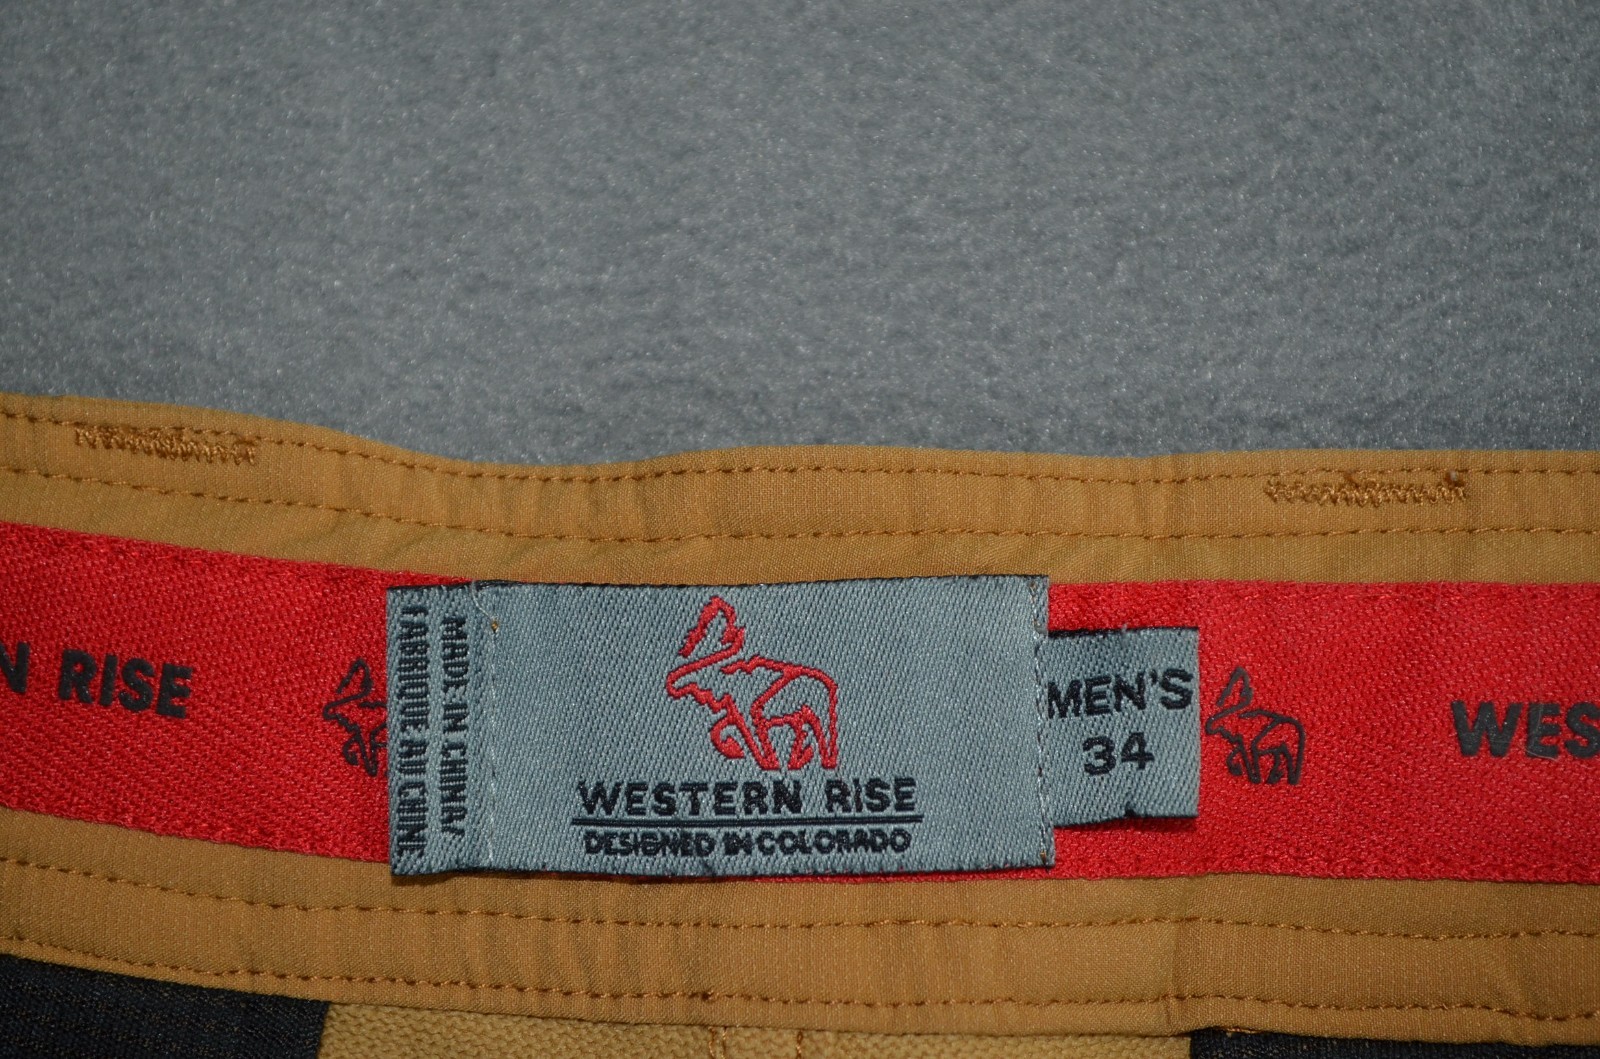 N RISE
MADE IN CHINA/
FABRIQUE AU CHINE
WESTERN RISE
DESIGNED IN COLORADO
MEN'S
34
WES